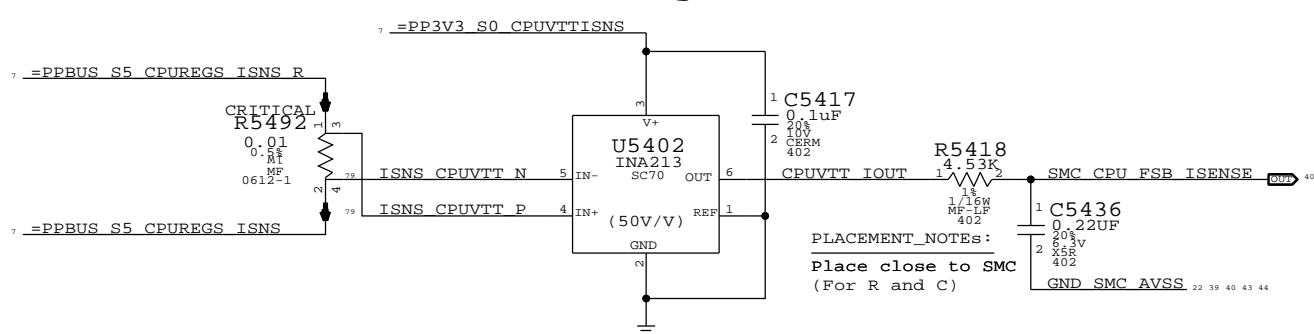 7 =PP3V3_S0_CPUVTTISNS
7 =PPBUS_S5_CPUREGS_ISNS_R
CRITICAL
R5492
0.01
0.5%
MF
0612-1
1 3
2 4
7 =PPBUS_S5_CPUREGS_ISNS
79 ISNS_CPUVTT_N
79 ISNS_CPUVTT_P
3
V+
U5402
INA213
SC70
5 IN-
4 IN+
OUT 6
REF 1
(50V/V)
GND
2
1 C5417
0.1uF
20%
10V
2 CERM
402
CPUVTT_IOUT
R5418
4.53K
1 2
1%
1/16W
MF-LF
402
SMC_CPU_FSB_ISENSE OUT 40
1 C5436
0.22UF
20%
2 6.3V
X5R
402
GND_SMC_AVSS 22 39 40 43 44
PLACEMENT_NOTEs:
Place close to SMC
(For R and C)